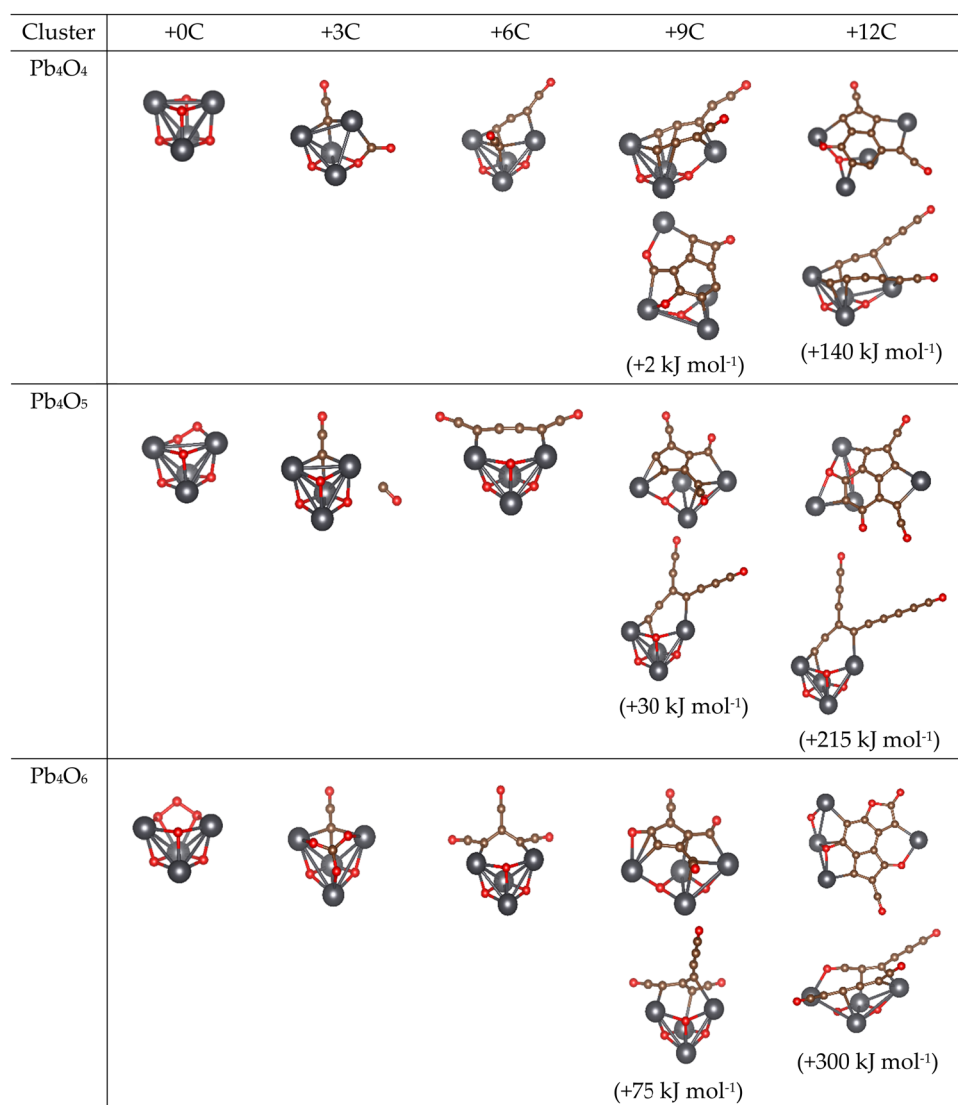 Cluster +0C +3C +6C +9C +12C
Pb₄O₄
(+2 kJ mol⁻¹) (+140 kJ mol⁻¹)
Pb₄O₅
(+30 kJ mol⁻¹)
(+215 kJ mol⁻¹)
Pb₄O₆
(+75 kJ mol⁻¹) (+300 kJ mol⁻¹)